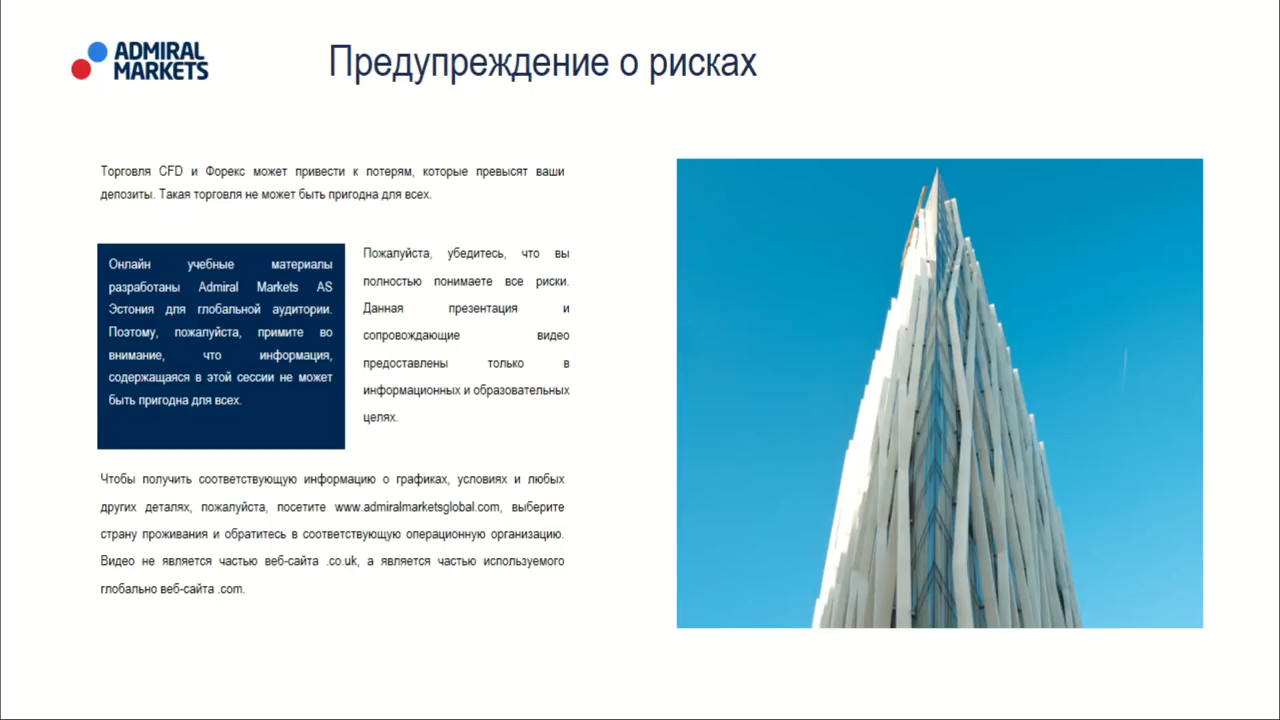 ADMIRAL
MARKETS
Предупреждение о рисках
Торговля CFD и Форекс может привести к потерям, которые превысят ваши
депозиты. Такая торговля не может быть пригодна для всех.
Онлайн учебные материалы
разработаны Admiral Markets AS
Эстония для глобальной аудитории.
Поэтому, пожалуйста, примите во
внимание, что информация,
содержащаяся в этой сессии не может
быть пригодна для всех.
Пожалуйста, убедитесь, что вы
полностью понимаете все риски.
Данная презентация и
сопровождающие видео
предоставлены только в
информационных и образовательных
целях.
Чтобы получить соответствующую информацию о графиках, условиях и любых
других деталях, пожалуйста, посетите www.admiralmarketsglobal.com, выберите
страну проживания и обратитесь в соответствующую операционную организацию.
Видео не является частью веб-сайта .co.uk, а является частью используемого
глобально веб-сайта .com.